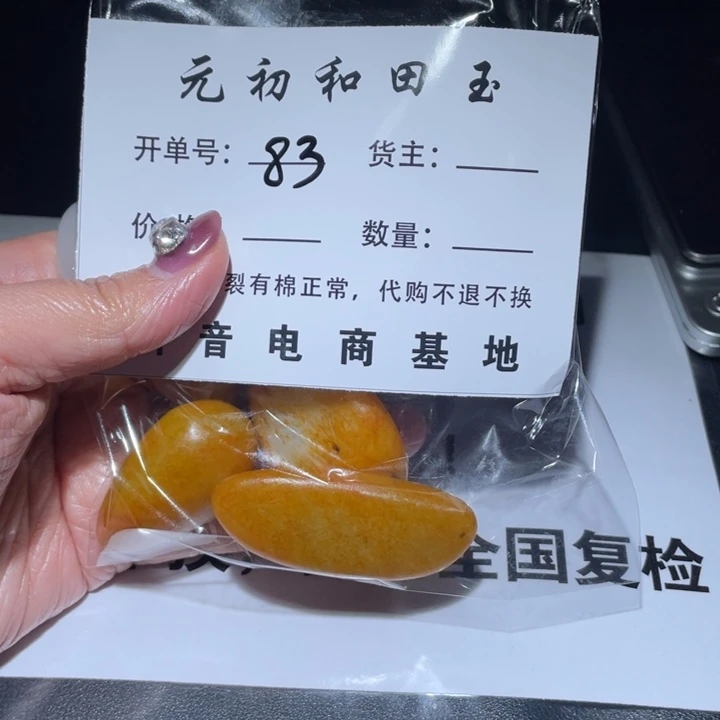 元初和田玉
开单号：83 货主：
数量：
裂有棉正常，代购不退不换
音电商基地
全国复检